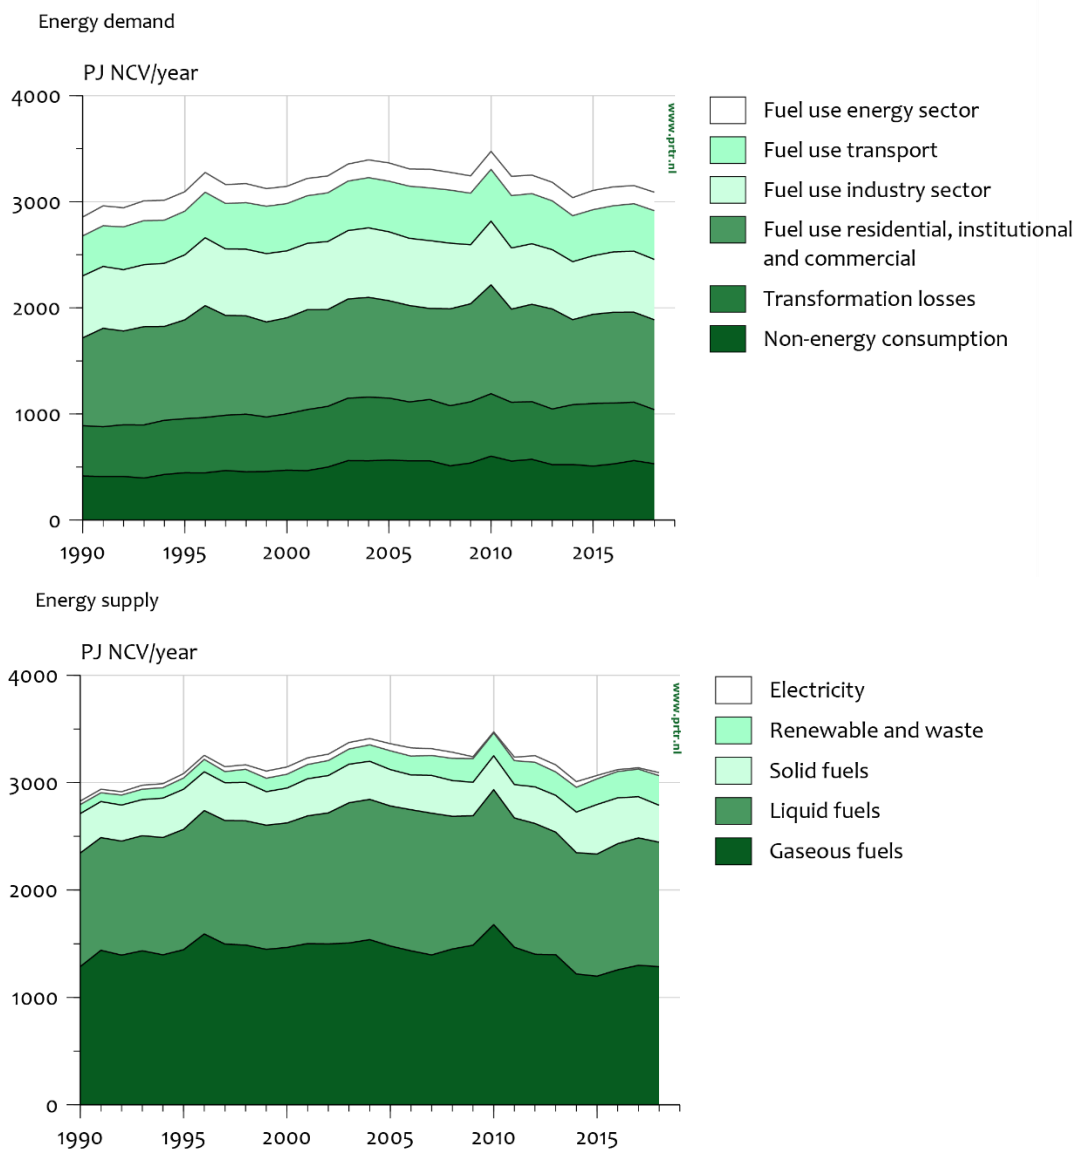 Energy demand
PJ NCV/year
4000
3000
2000
1000
0
1990
1995
2000
2005
2010
2015
www.prtr.nl
Fuel use energy sector
Fuel use transport
Fuel use industry sector
Fuel use residential, institutional
and commercial
Transformation losses
Non-energy consumption
Energy supply
PJ NCV/year
4000
3000
2000
1000
0
1990
1995
2000
2005
2010
2015
www.prtr.nl
Electricity
Renewable and waste
Solid fuels
Liquid fuels
Gaseous fuels